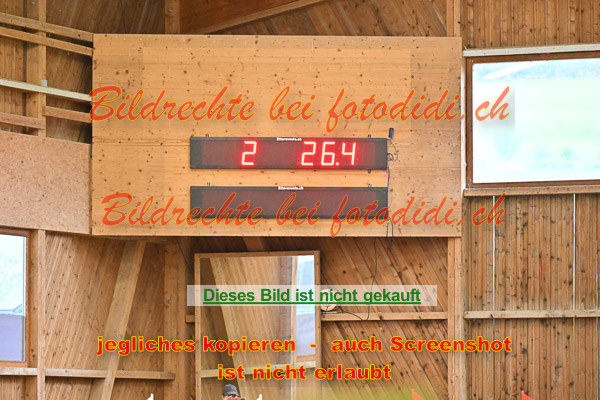 Bildrechte bei fotodidi.ch
2 26.4
Bildrechte bei fotodidi.ch
Dieses Bild ist nicht gekauft
jegliches kopieren - auch Screenshot
ist nicht erlaubt